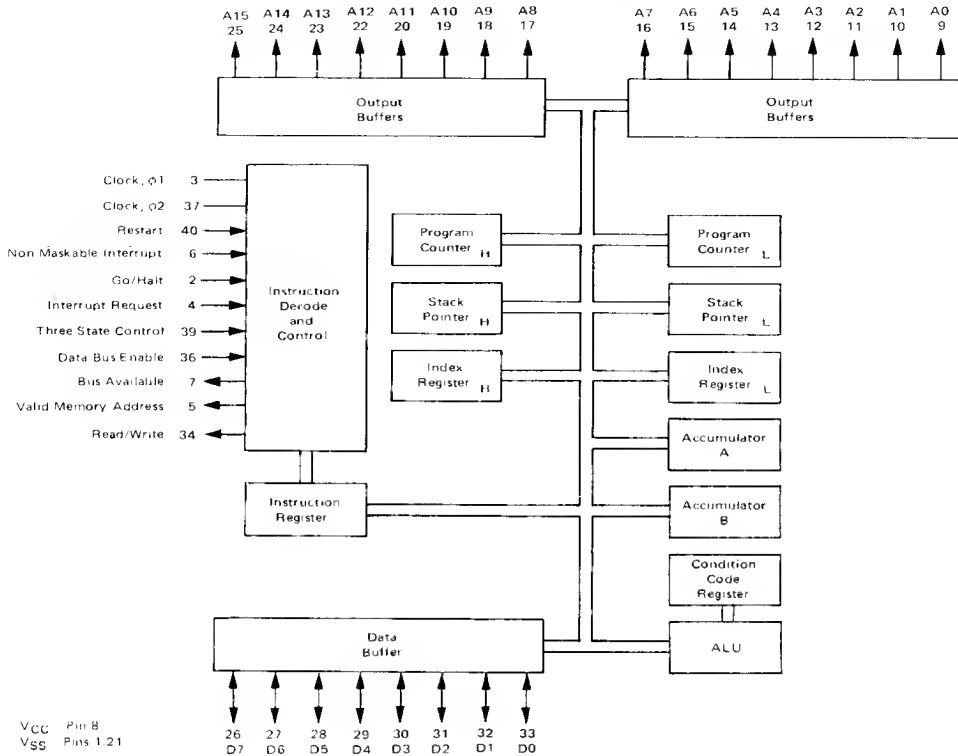 A15 A14 A13 A12 A11 A10 A9 A8
25 24 23 22 20 19 18 17
A7 A6 A5 A4 A3 A2 A1 A0
16 15 14 13 12 11 10 9
Output
Buffers
Output
Buffers
Clock, φ1 3
Clock, φ2 37
Restart 40
Non Maskable Interrupt 6
Go/Halt 2
Interrupt Request 4
Three State Control 39
Data Bus Enable 36
Bus Available 7
Valid Memory Address 5
Read/Write 34
Instruction
Decode
and
Control
Program
Counter H
Program
Counter L
Stack
Pointer H
Stack
Pointer L
Index
Register H
Index
Register L
Accumulator
A
Instruction
Register
Accumulator
B
Condition
Code
Register
ALU
Data
Buffer
26 27 28 29 30 31 32 33
D7 D6 D5 D4 D3 D2 D1 D0
VCC Pin 8
VSS Pins 1,21